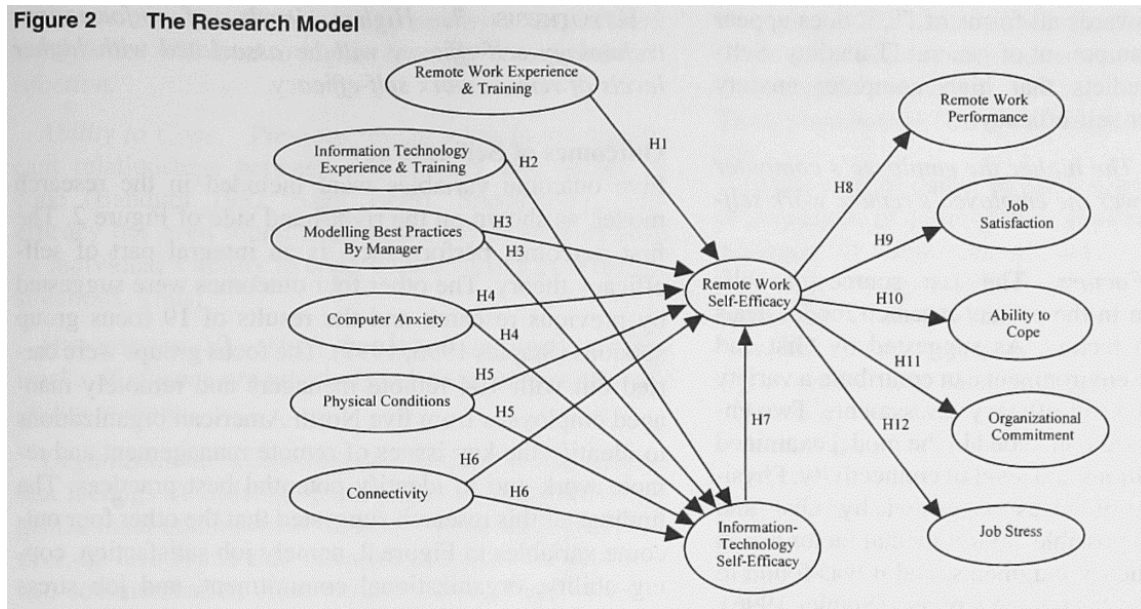 Figure 2 The Research Model
Remote Work Experience
& Training
Information Technology
Experience & Training
Modelling Best Practices
By Manager
Computer Anxiety
Physical Conditions
Connectivity
H1
H2
H3
H3
H4
H4
H5
H5
H6
H6
H7
Remote Work
Self-Efficacy
Information-
Technology
Self-Efficacy
H8
H9
H10
H11
H12
Remote Work
Performance
Job
Satisfaction
Ability to
Cope
Organizational
Commitment
Job Stress